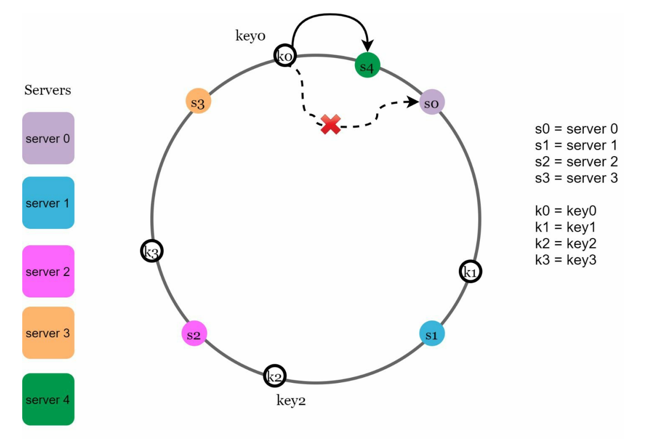 key0
k0
s4
s3
s0
Servers
server 0
server 1
server 2
server 3
server 4
k3
k1
s2
s1
k2
key2
s0 = server 0
s1 = server 1
s2 = server 2
s3 = server 3
k0 = key0
k1 = key1
k2 = key2
k3 = key3